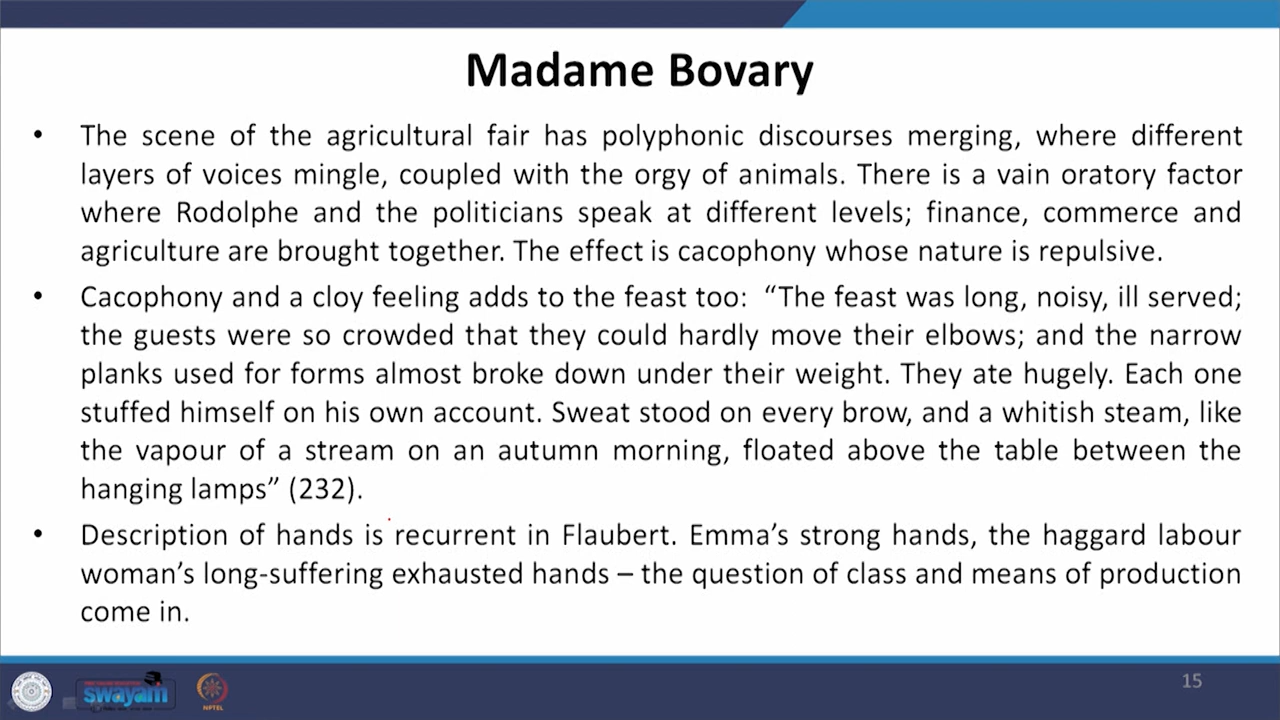 Madame Bovary
• The scene of the agricultural fair has polyphonic discourses merging, where different
layers of voices mingle, coupled with the orgy of animals. There is a vain oratory factor
where Rodolphe and the politicians speak at different levels; finance, commerce and
agriculture are brought together. The effect is cacophony whose nature is repulsive.
• Cacophony and a cloy feeling adds to the feast too: “The feast was long, noisy, ill served;
the guests were so crowded that they could hardly move their elbows; and the narrow
planks used for forms almost broke down under their weight. They ate hugely. Each one
stuffed himself on his own account. Sweat stood on every brow, and a whitish steam, like
the vapour of a stream on an autumn morning, floated above the table between the
hanging lamps” (232).
• Description of hands is recurrent in Flaubert. Emma’s strong hands, the haggard labour
woman’s long-suffering exhausted hands – the question of class and means of production
come in.
swayam
NPTEL
15